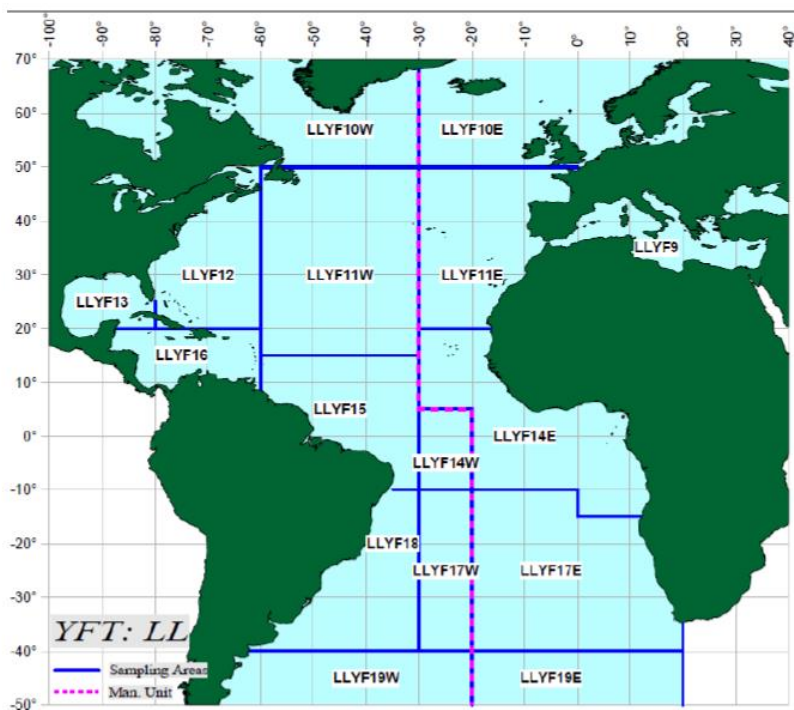 -100° -90° -80° -70° -60° -50° -40° -30° -20° -10° 0° 10° 20° 30° 40°
70°
60°
LLYF10W LLYF10E
50°
40°
LLYF9
30°
LLYF12 LLYF11W LLYF11E
LLYF13
20°
LLYF16
10°
LLYF15
0°
LLYF14E
LLYF14W
-10°
-20°
LLYF18
LLYF17W LLYF17E
-30°
YFT: LL
-40°
Sampling Areas
LLYF19W LLYF19E
Man. Unit
-50°